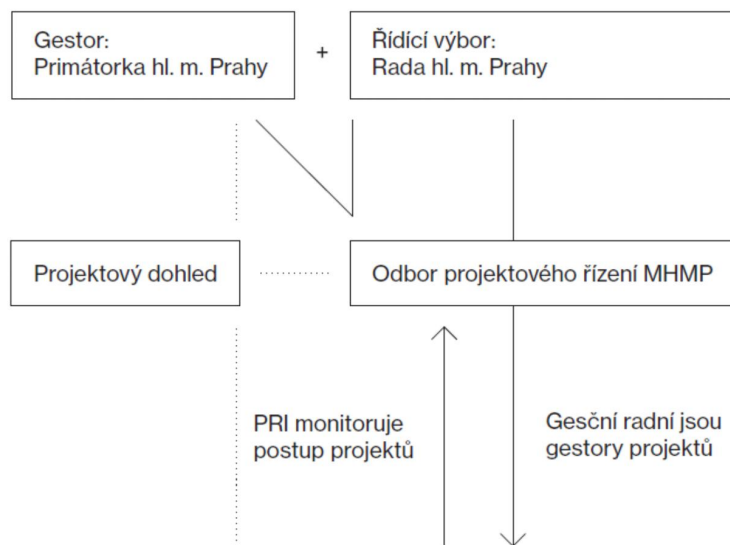 Gestor:
Primátorka hl. m. Prahy
+
Řídící výbor:
Rada hl. m. Prahy
Projektový dohled
Odbor projektového řízení MHMP
PRI monitoruje
postup projektů
Gesční radní jsou
gestory projektů